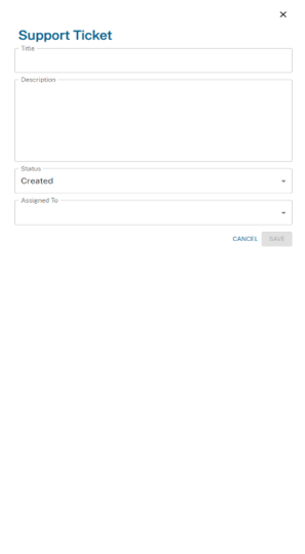 Support Ticket
Title
Description
Status
Created
Assigned To
CANCEL SAVE